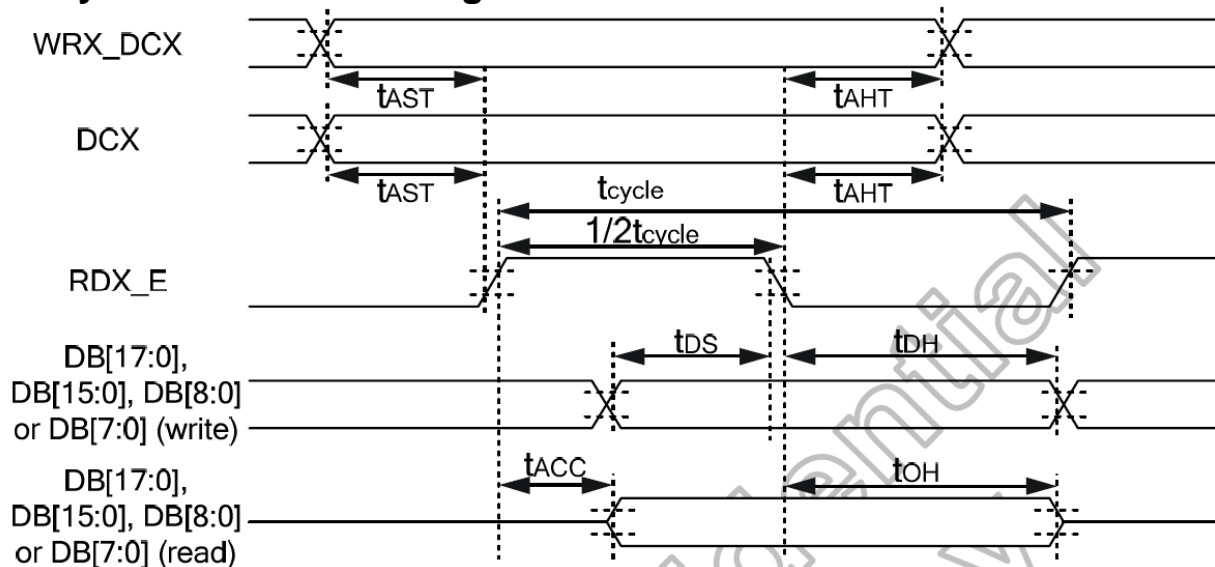 WRX_DCX
tAST
tAHT
DCX
tAST
tAHT
tcycle
1/2tcycle
RDX_E
tDS
tDH
DB[17:0],
DB[15:0], DB[8:0]
or DB[7:0] (write)
tACC
tOH
DB[17:0],
DB[15:0], DB[8:0]
or DB[7:0] (read)